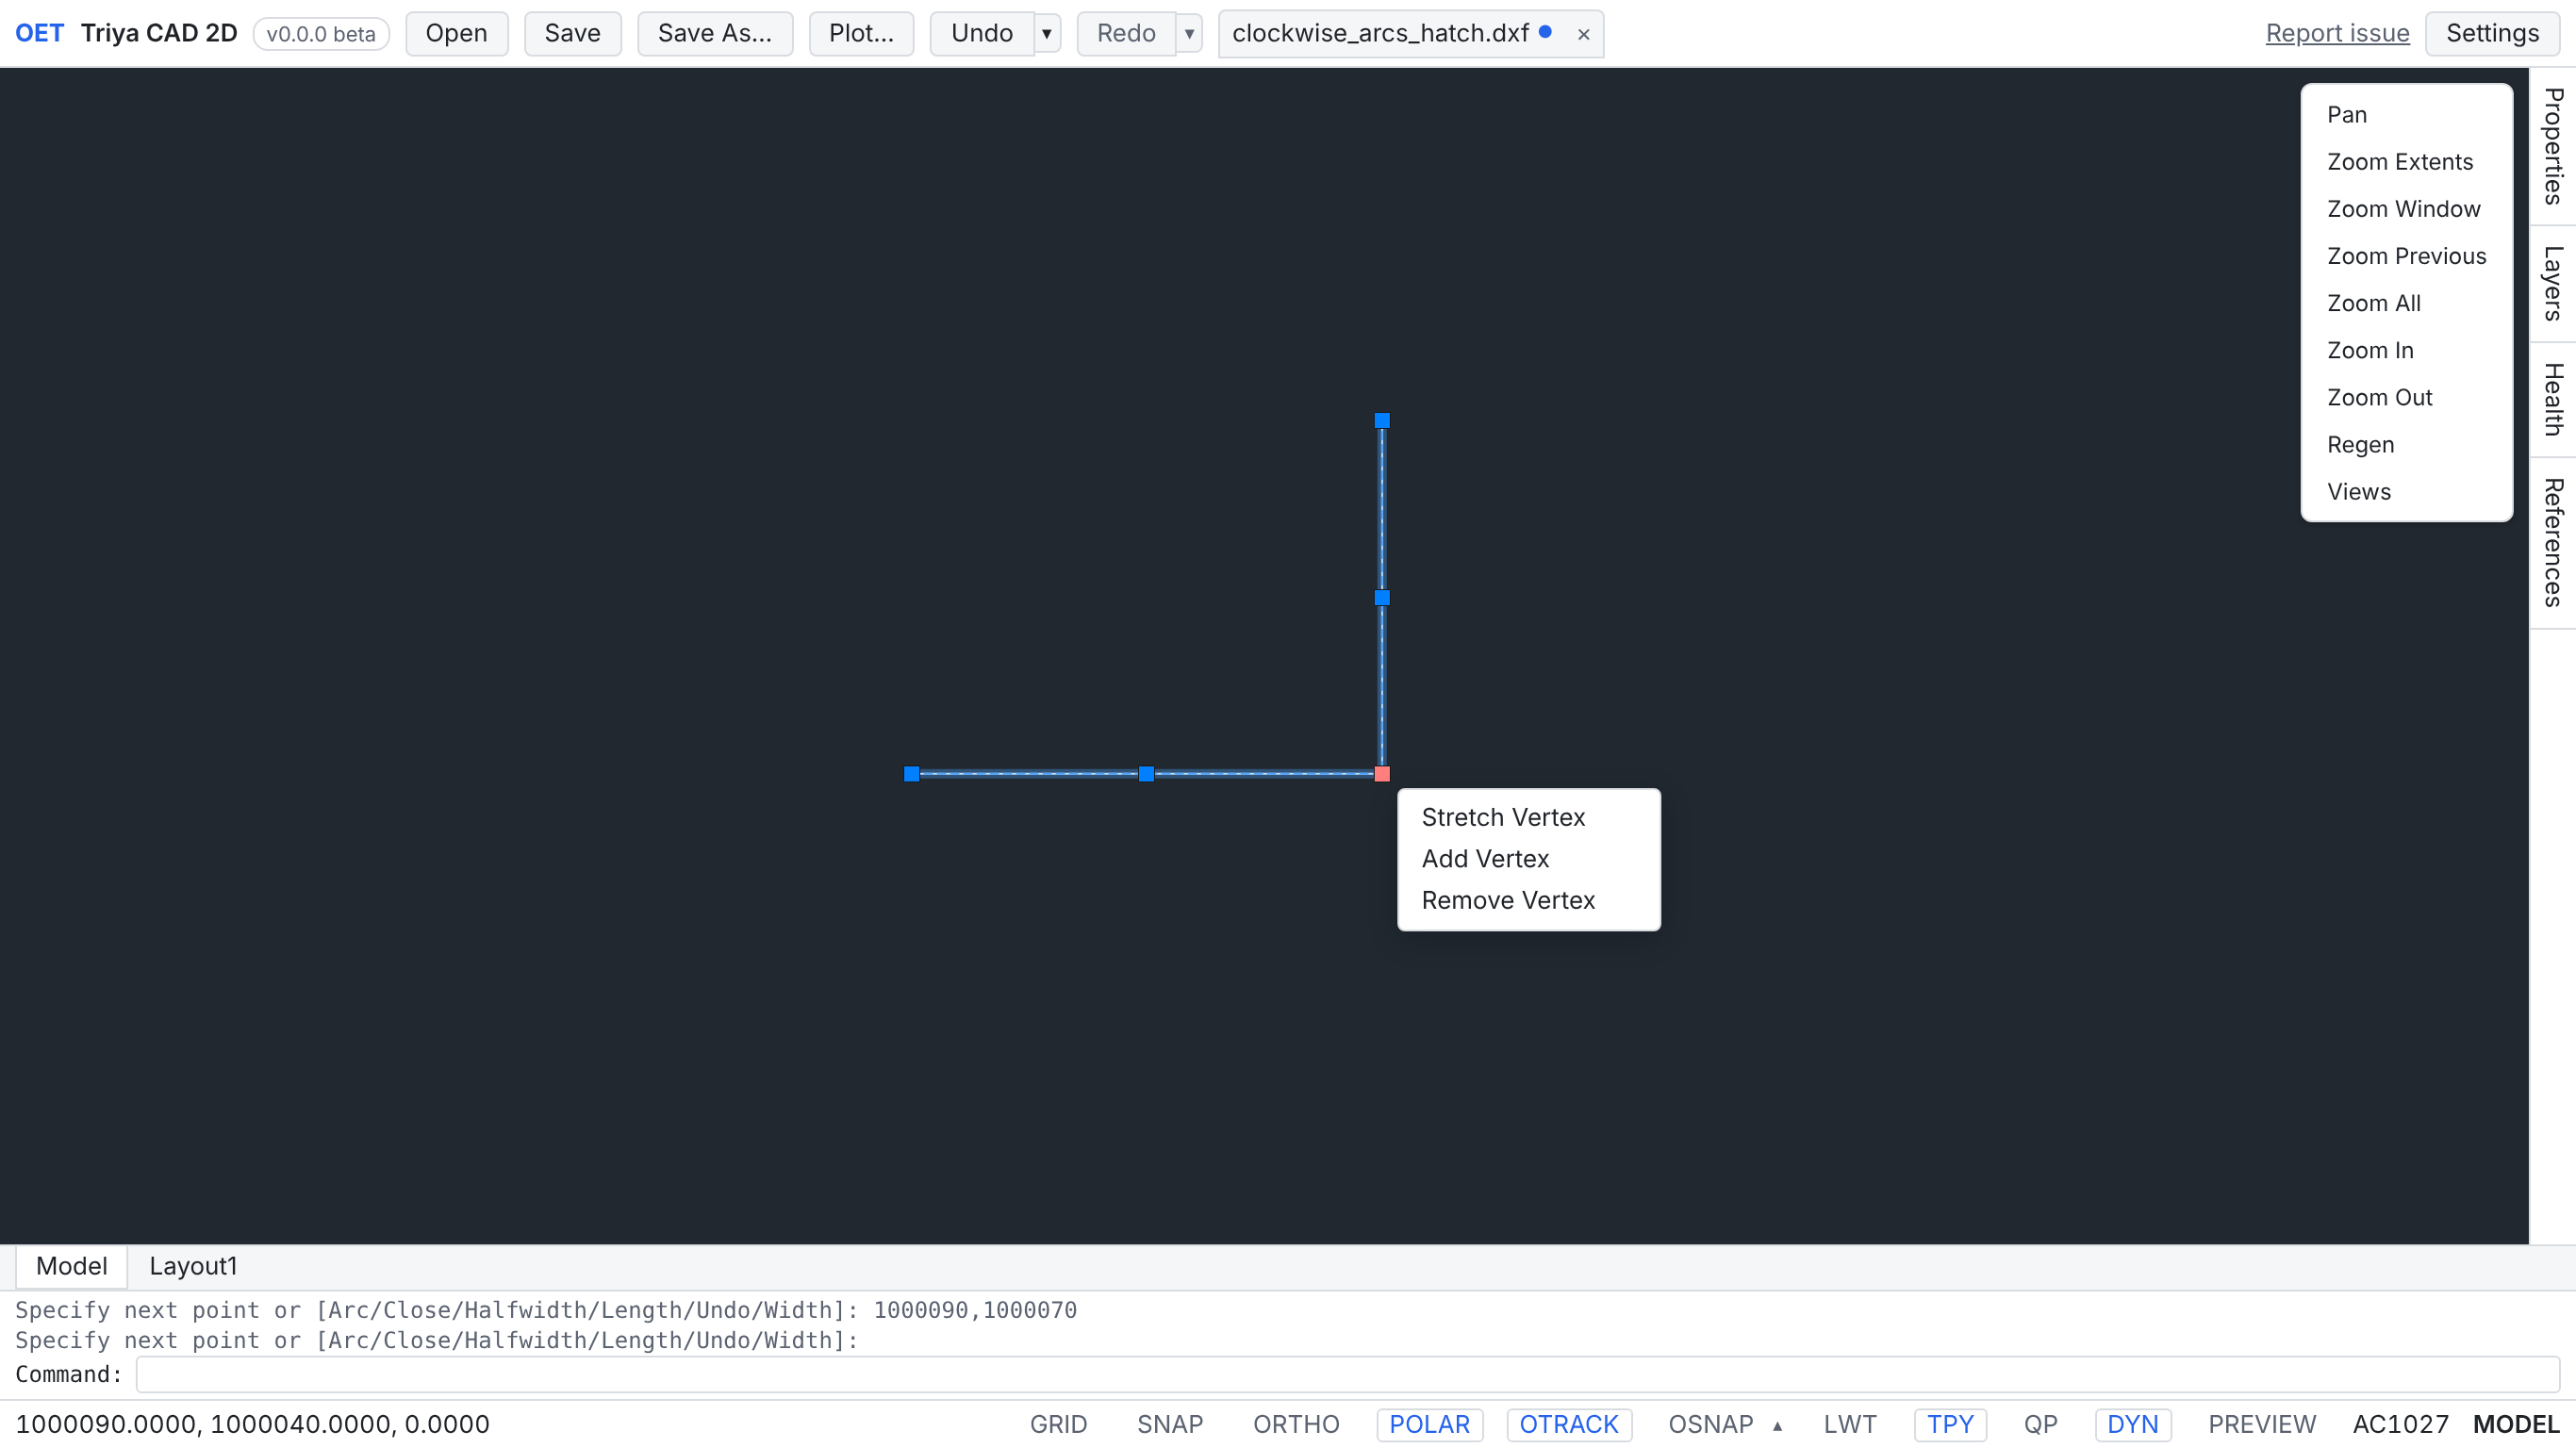 OET Triya CAD 2D v0.0.0 beta Open Save Save As... Plot... Undo ▼ Redo ▼ clockwise_arcs_hatch.dxf × Report issue Settings
Pan
Zoom Extents
Zoom Window
Zoom Previous
Zoom All
Zoom In
Zoom Out
Regen
Views
Properties
Layers
Health
References
Stretch Vertex
Add Vertex
Remove Vertex
Model Layout1
Specify next point or [Arc/Close/Halfwidth/Length/Undo/Width]: 1000090,1000070
Specify next point or [Arc/Close/Halfwidth/Length/Undo/Width]:
Command:
1000090.0000, 1000040.0000, 0.0000 GRID SNAP ORTHO POLAR OTRACK OSNAP ▲ LWT TPY QP DYN PREVIEW AC1027 MODEL